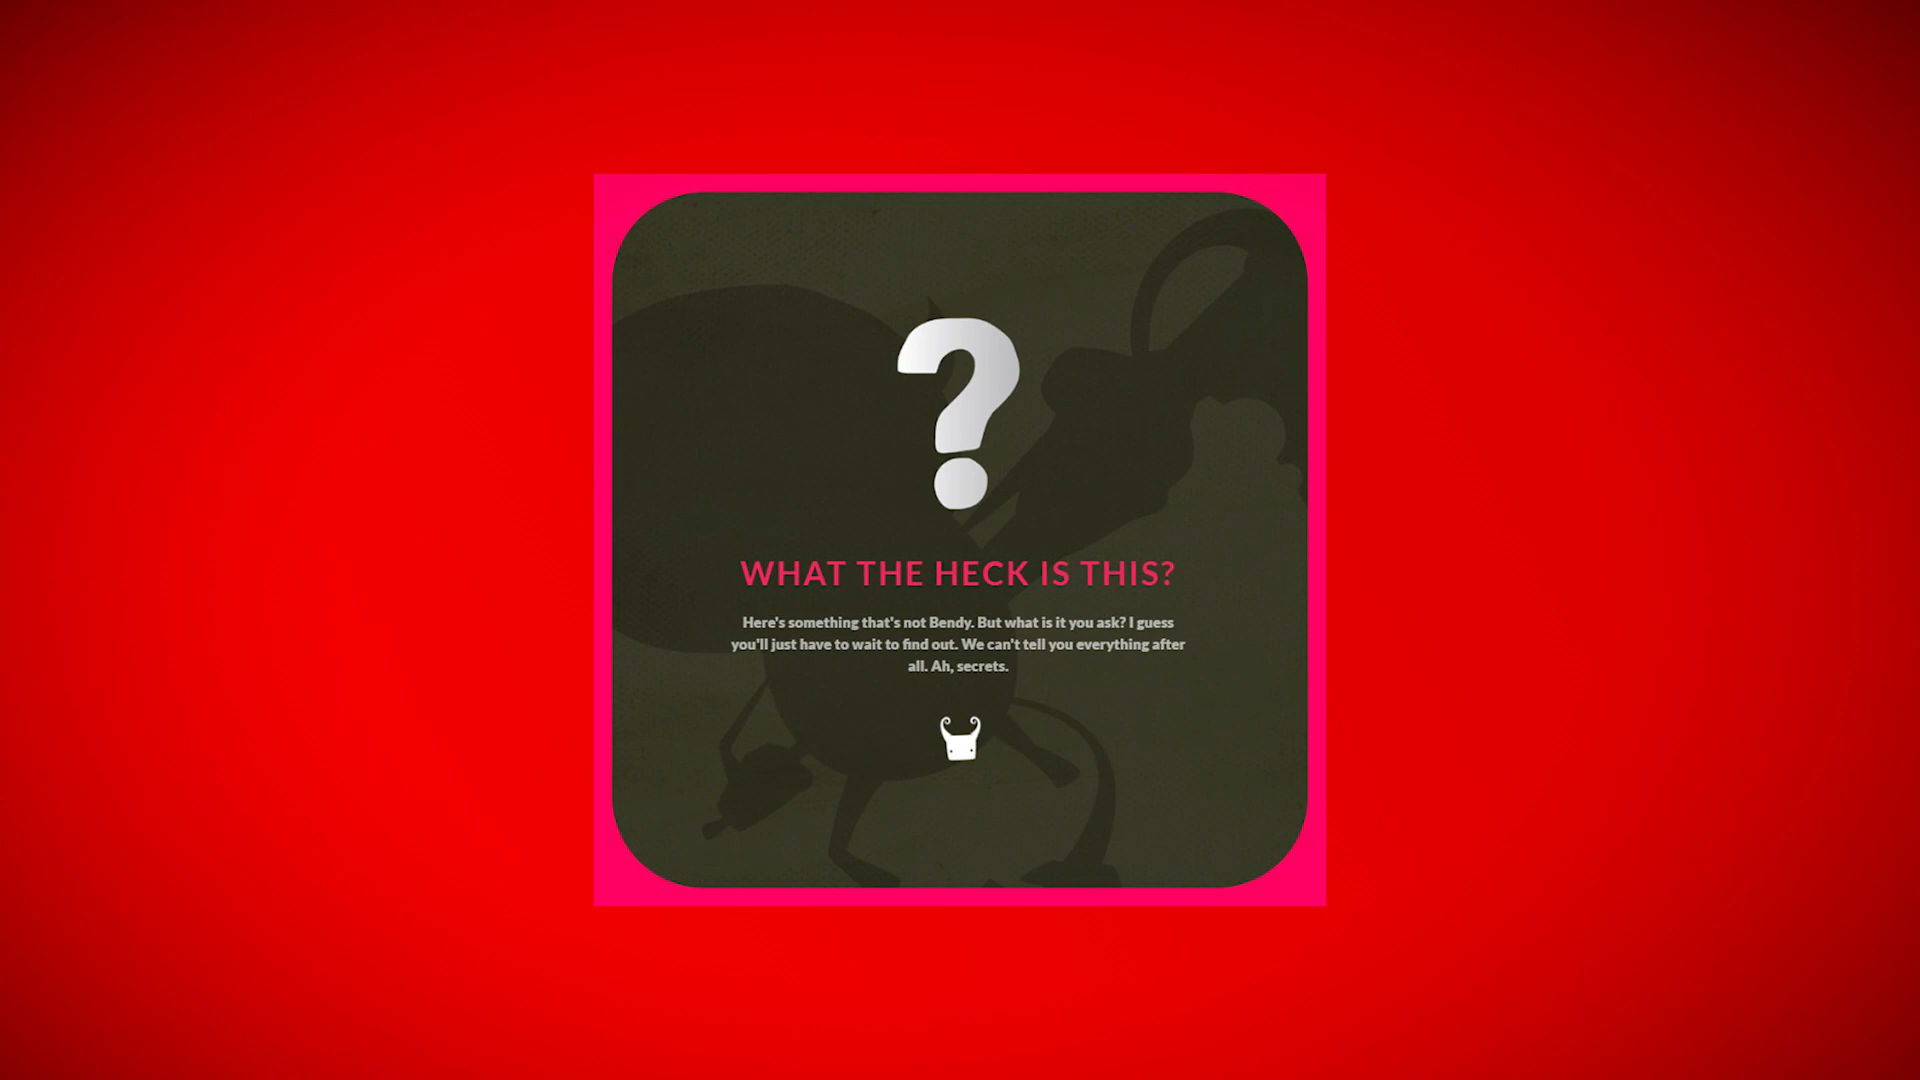 ?
WHAT THE HECK IS THIS?
Here's something that's not Bendy. But what is it you ask? I guess
you'll just have to wait to find out. We can't tell you everything after
all. Ah, secrets.